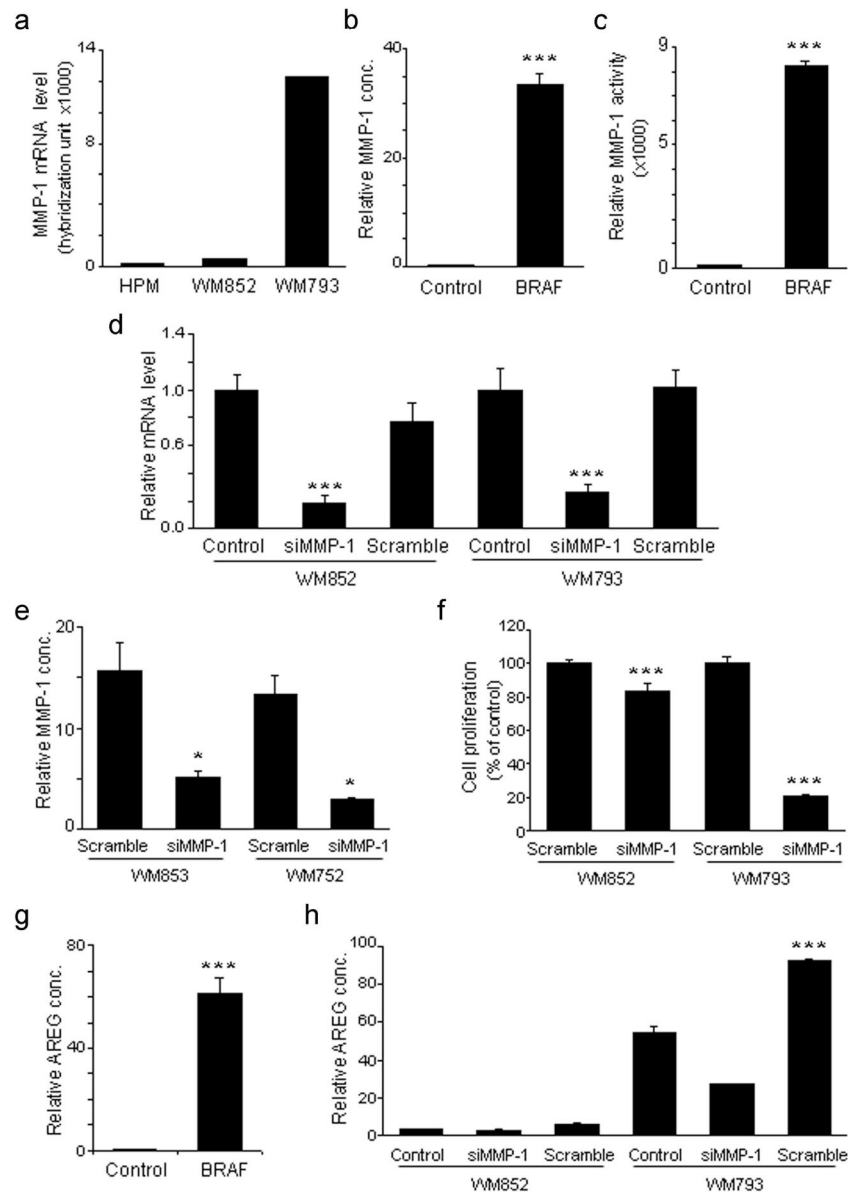 a
MMP-1 mRNA level
(hybridization unit x1000)
14
12
8
4
0
HPM WM852 WM793
b
Relative MMP-1 conc.
40
20
0
Control BRAF
c
Relative MMP-1 activity
(x1000)
9
5
0
***
Control BRAF
***
d
Relative mRNA level
1.4
1.0
0.6
0.0
***
***
Control siMMP-1 Scramble Control siMMP-1 Scramble
WM852 WM793
e
Relative MMP-1 conc.
20
15
10
5
0
*
*
Scramble siMMP-1 Scramle siMMP-1
WM853 WM752
f
Cell proliferation
(% of control)
120
100
80
60
40
20
0
***
***
Scramble siMMP-1 Scramble siMMP-1
WM852 WM793
g
Relative AREG conc.
80
60
40
20
0
***
Control BRAF
h
Relative AREG conc.
100
80
60
40
20
0
***
Control siMMP-1 Scramble Control siMMP-1 Scramble
WM852 WM793